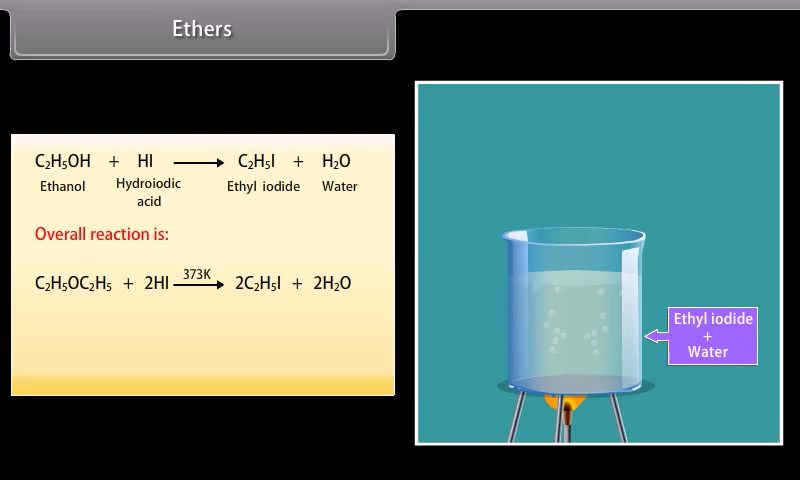 Ethers
C₂H₅OH + HI ⟶ C₂H₅I + H₂O
Ethanol Hydroiodic acid Ethyl iodide Water
Overall reaction is:
373K
C₂H₅OC₂H₅ + 2HI ⟶ 2C₂H₅I + 2H₂O
Ethyl iodide
+
Water